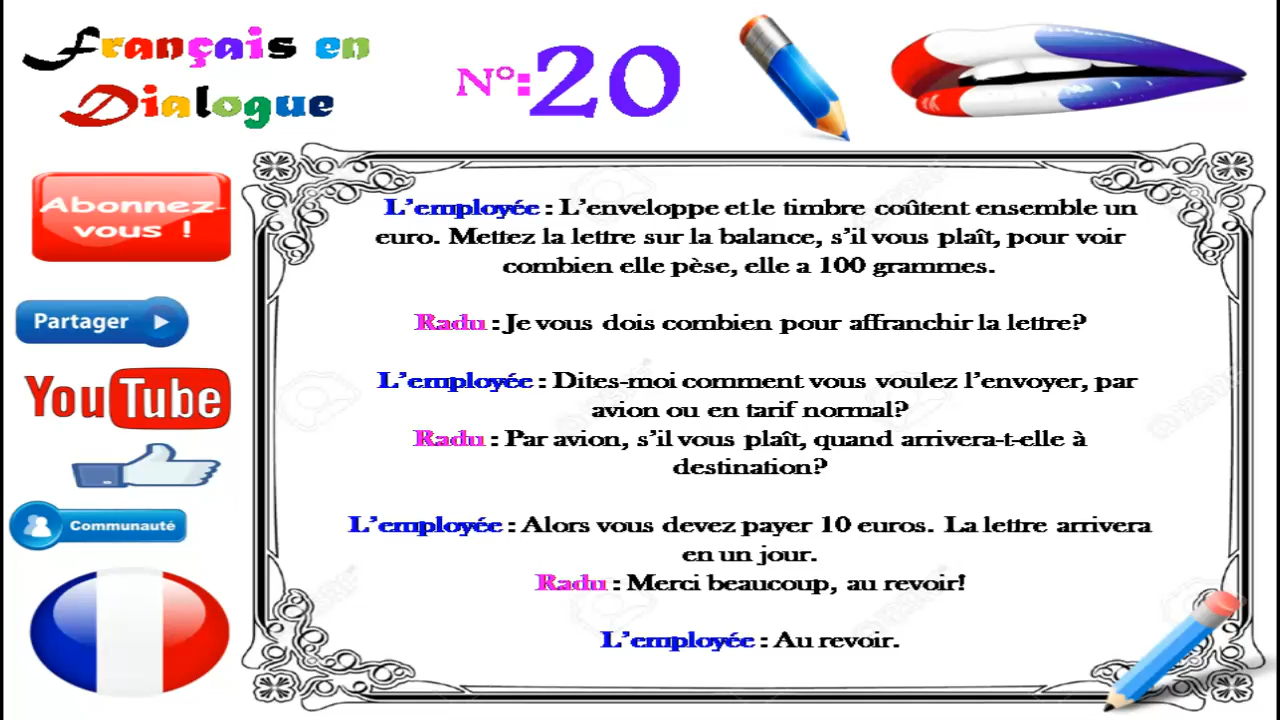 Français en
Dialogue
N°:20
Abonnez-
vous !
Partager
YouTube
Communauté
L'employée : L'enveloppe et le timbre coûtent ensemble un
euro. Mettez la lettre sur la balance, s'il vous plaît, pour voir
combien elle pèse, elle a 100 grammes.
Radu : Je vous dois combien pour affranchir la lettre?
L'employée : Dites-moi comment vous voulez l'envoyer, par
avion ou en tarif normal?
Radu : Par avion, s'il vous plaît, quand arrivera-t-elle à
destination?
L'employée : Alors vous devez payer 10 euros. La lettre arrivera
en un jour.
Radu : Merci beaucoup, au revoir!
L'employée : Au revoir.